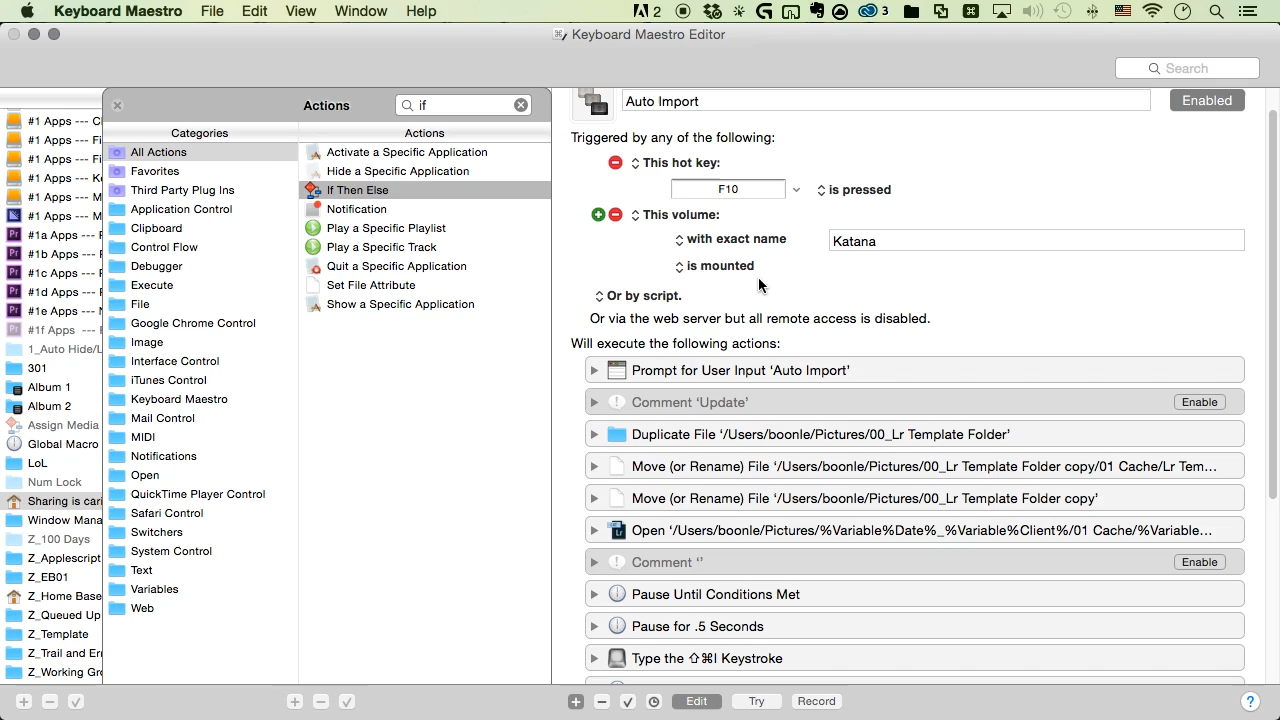 Keyboard Maestro File Edit View Window Help 2 3
Keyboard Maestro Editor
Search
#1 Apps --- C
#1 Apps --- Fi
#1 Apps --- Fi
#1 Apps --- K
#1 Apps --- M
#1 Apps --- M
#1a Apps --- F
#1b Apps --- F
#1c Apps --- F
#1d Apps --- F
#1e Apps --- N
#1f Apps --- F
1_Auto Hide/L
301
Album 1
Album 2
Assign Media
Global Macro
LoL
Num Lock
Sharing is cari
Window Mana
Z_100 Days
Z_Applescript
Z_EB01
Z_Home Base
Z_Queued Up
Z_Template
Z_Trail and Err
Z_Working Gro
Actions
if
Categories
All Actions
Favorites
Third Party Plug Ins
Application Control
Clipboard
Control Flow
Debugger
Execute
File
Google Chrome Control
Image
Interface Control
iTunes Control
Keyboard Maestro
Mail Control
MIDI
Notifications
Open
QuickTime Player Control
Safari Control
Switchers
System Control
Text
Variables
Web
Actions
Activate a Specific Application
Hide a Specific Application
If Then Else
Notification
Play a Specific Playlist
Play a Specific Track
Quit a Specific Application
Set File Attribute
Show a Specific Application
Auto Import
Enabled
Triggered by any of the following:
This hot key:
F10 is pressed
This volume:
with exact name Katana
is mounted
Or by script.
Or via the web server but all remote access is disabled.
Will execute the following actions:
Prompt for User Input ‘Auto Import’
Comment ‘Update’ Enable
Duplicate File ‘/Users/boonle/Pictures/00_Lr Template Folder’
Move (or Rename) File ‘/Users/boonle/Pictures/00_Lr Template Folder copy/01 Cache/Lr Tem...
Move (or Rename) File ‘/Users/boonle/Pictures/00_Lr Template Folder copy’
Open ‘/Users/boonle/Pictures/%Variable%Date%_%Variable%Client%/01 Cache/%Variable...
Comment ‘’ Enable
Pause Until Conditions Met
Pause for .5 Seconds
Type the ⇧⌘I Keystroke
Edit Try Record ?